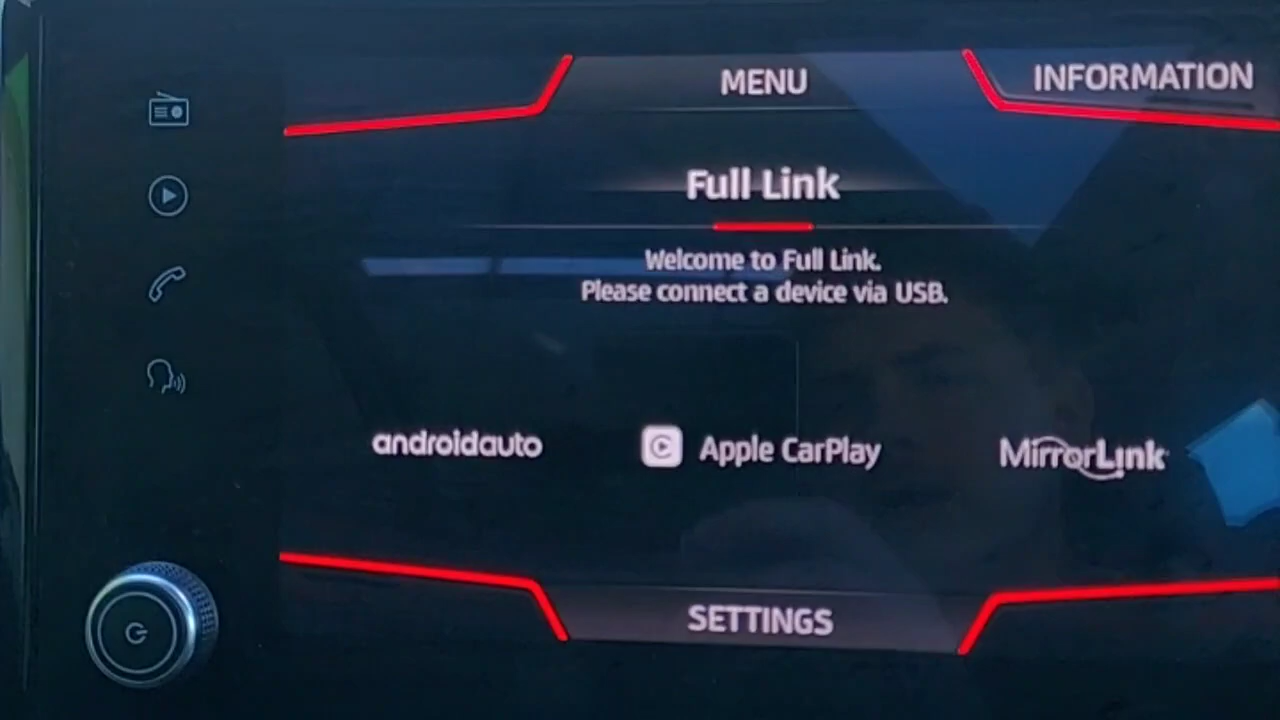 MENU
INFORMATION
Full Link
Welcome to Full Link.
Please connect a device via USB.
androidauto
Apple CarPlay
MirrorLink
SETTINGS